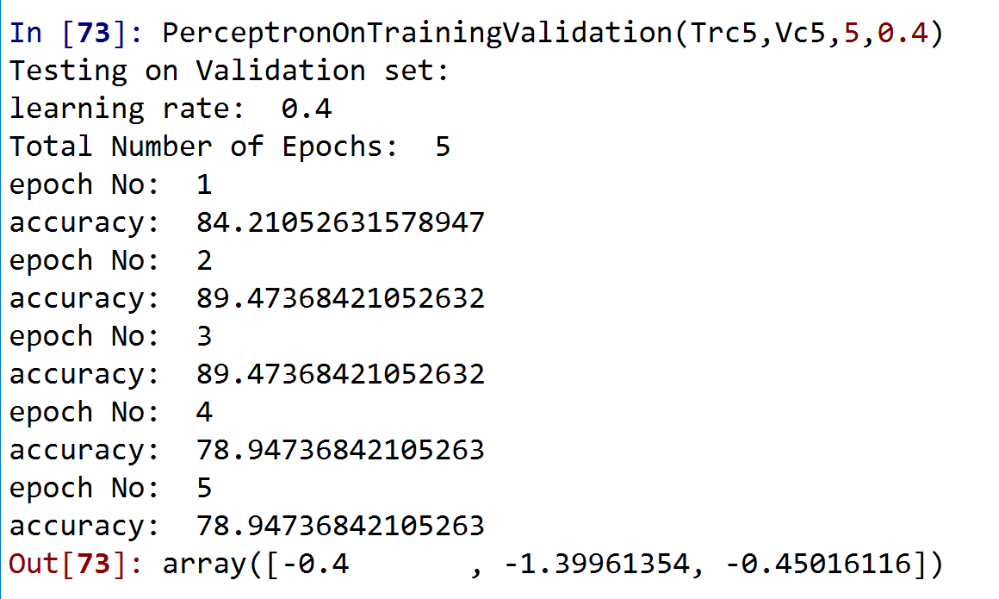 In [73]: PerceptronOnTrainingValidation(Trc5,Vc5,5,0.4)
Testing on Validation set:
learning rate:  0.4
Total Number of Epochs:  5
epoch No:  1
accuracy:  84.21052631578947
epoch No:  2
accuracy:  89.47368421052632
epoch No:  3
accuracy:  89.47368421052632
epoch No:  4
accuracy:  78.94736842105263
epoch No:  5
accuracy:  78.94736842105263
Out[73]: array([-0.4       , -1.39961354, -0.45016116])